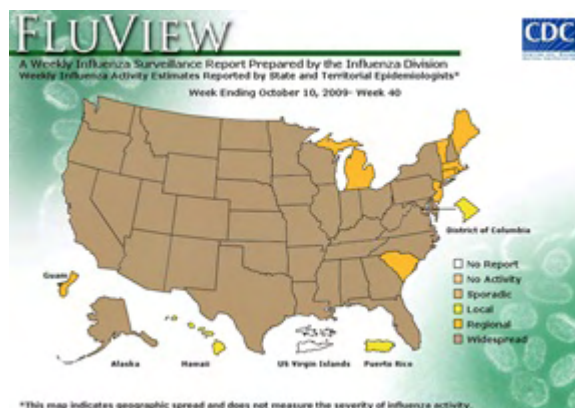 FLUVIEW
CDC
A Weekly Influenza Surveillance Report Prepared by the Influenza Division
Weekly Influenza Activity Estimates Reported by State and Territorial Epidemiologists*
Week Ending October 10, 2009- Week 40
District of Columbia
No Report
No Activity
Sporadic
Local
Regional
Widespread
Guam
Alaska
Hawaii
US Virgin Islands
Puerto Rico
*This map indicates geographic spread and does not measure the severity of influenza activity.